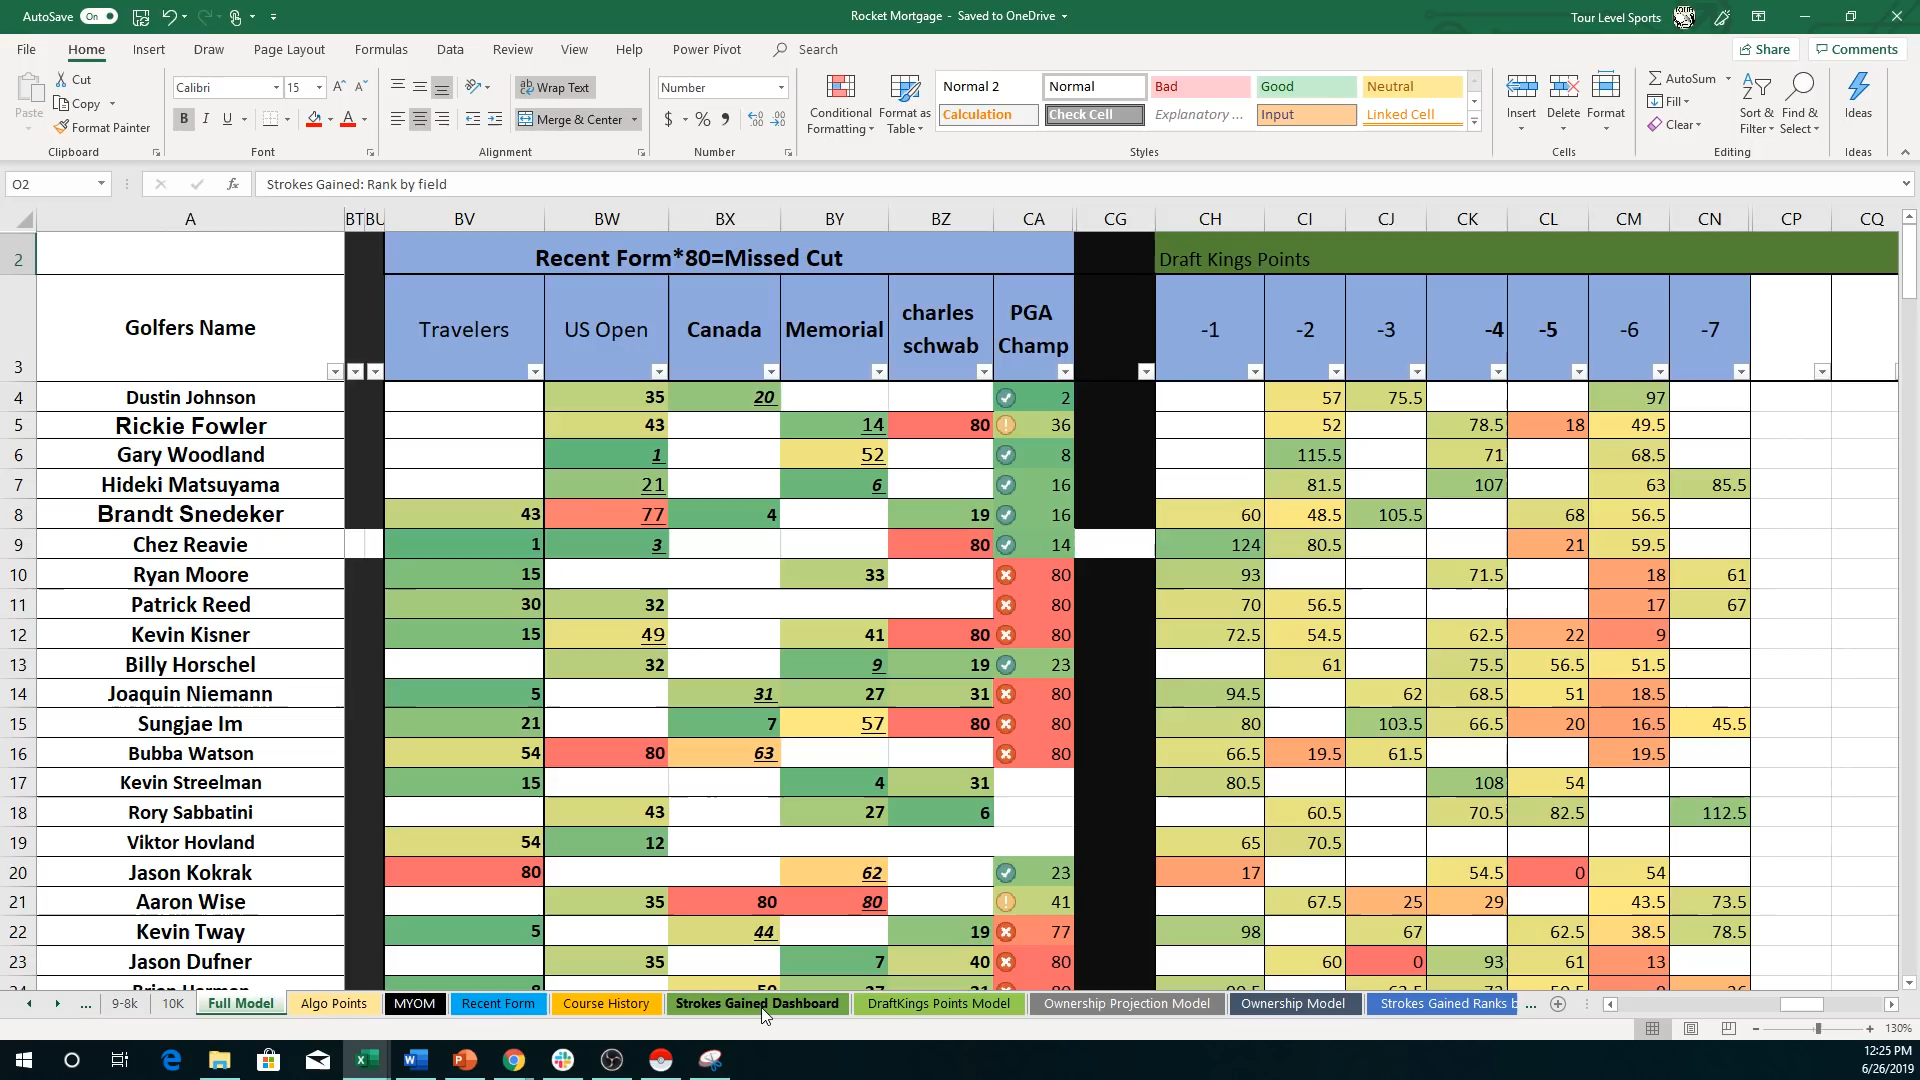 AutoSave On Rocket Mortgage - Saved to OneDrive Tour Level Sports
File Home Insert Draw Page Layout Formulas Data Review View Help Power Pivot Search Share Comments
Paste Cut Copy Format Painter Clipboard
Calibri 15 B I U A Font
Wrap Text Merge & Center Alignment
Number $ % Number
Conditional Formatting Format as Table
Normal 2 Normal Bad Good Neutral
Calculation Check Cell Explanatory ... Input Linked Cell
Styles
Insert Delete Format Cells
AutoSum Fill Clear Sort & Filter Find & Select Editing
Ideas Ideas
O2 fx Strokes Gained: Rank by field
A BT BU BV BW BX BY BZ CA CG CH CI CJ CK CL CM CN CP CQ
2 Recent Form*80=Missed Cut Draft Kings Points
3 Golfers Name Travelers US Open Canada Memorial charles schwab PGA Champ -1 -2 -3 -4 -5 -6 -7
4 Dustin Johnson 35 20 2 57 75.5 97
5 Rickie Fowler 43 14 80 36 52 78.5 18 49.5
6 Gary Woodland 1 52 8 115.5 71 68.5
7 Hideki Matsuyama 21 6 16 81.5 107 63 85.5
8 Brandt Snedeker 43 77 4 19 16 60 48.5 105.5 68 56.5
9 Chez Reavie 1 3 80 14 124 80.5 21 59.5
10 Ryan Moore 15 33 80 93 71.5 18 61
11 Patrick Reed 30 32 80 70 56.5 17 67
12 Kevin Kisner 15 49 41 80 80 72.5 54.5 62.5 22 9
13 Billy Horschel 32 9 19 23 61 75.5 56.5 51.5
14 Joaquin Niemann 5 31 27 31 80 94.5 62 68.5 51 18.5
15 Sungjae Im 21 7 57 80 80 80 103.5 66.5 20 16.5 45.5
16 Bubba Watson 54 80 63 80 66.5 19.5 61.5 19.5
17 Kevin Streelman 15 4 31 80.5 108 54
18 Rory Sabbatini 43 27 6 60.5 70.5 82.5 112.5
19 Viktor Hovland 54 12 65 70.5
20 Jason Kokrak 80 62 23 17 54.5 0 54
21 Aaron Wise 35 80 80 41 67.5 25 29 43.5 73.5
22 Kevin Tway 5 44 19 77 98 67 62.5 38.5 78.5
23 Jason Dufner 35 7 40 80 60 0 93 61 13
... 9-8k 10K Full Model Algo Points MYOM Recent Form Course History Strokes Gained Dashboard DraftKings Points Model Ownership Projection Model Ownership Model Strokes Gained Ranks b ...
130%
12:25 PM
6/26/2019